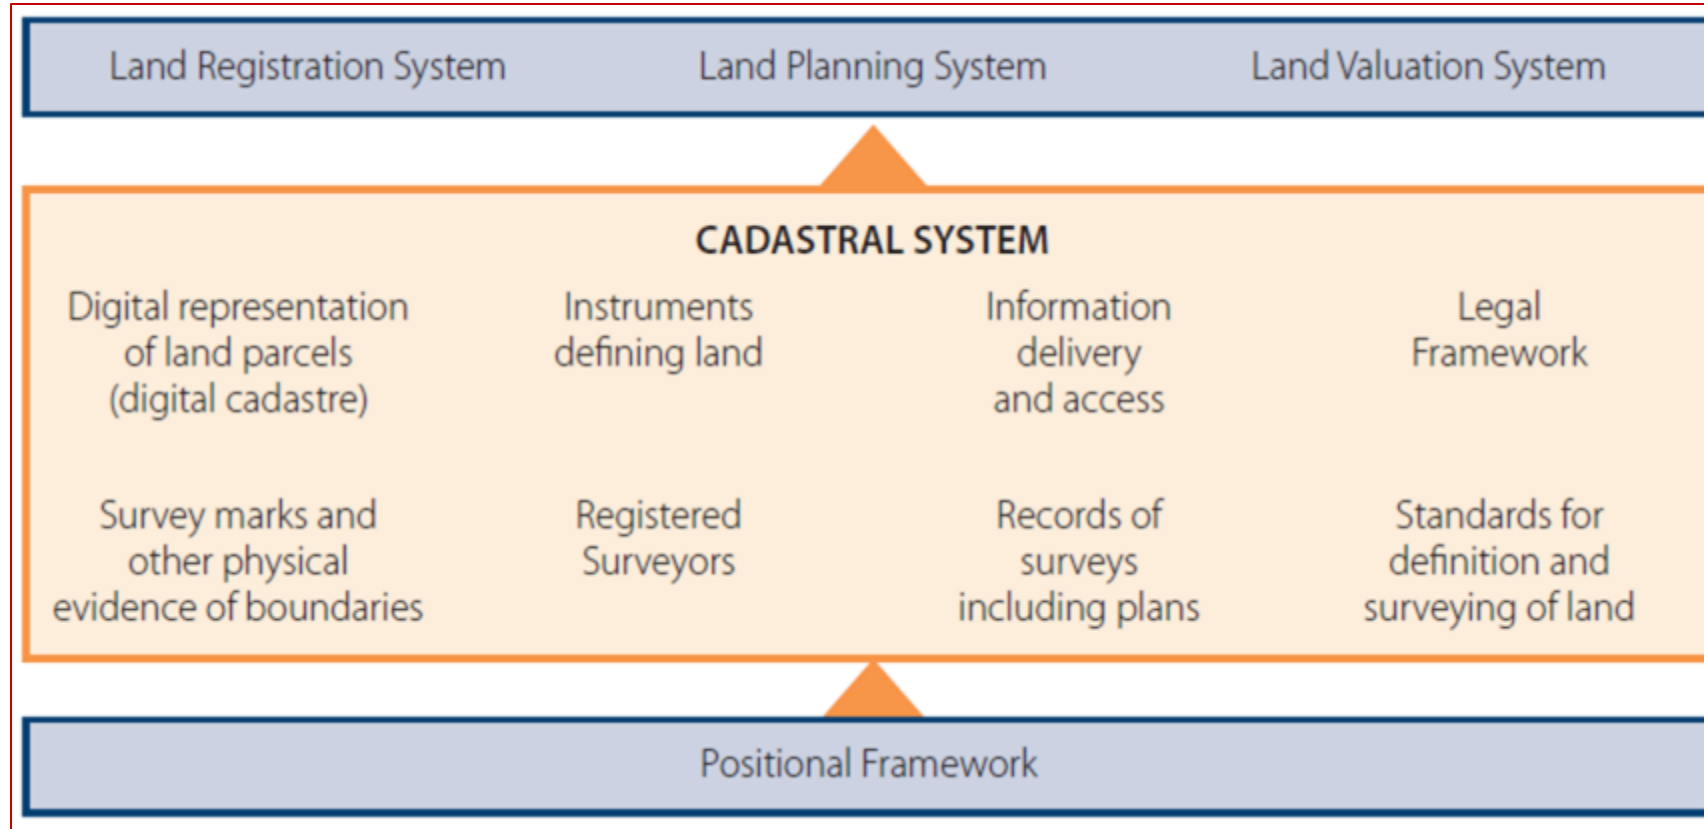 Land Registration System
Land Planning System
Land Valuation System
CADASTRAL SYSTEM
Digital representation
of land parcels
(digital cadastre)
Instruments
defining land
Information
delivery
and access
Legal
Framework
Survey marks and
other physical
evidence of boundaries
Registered
Surveyors
Records of
surveys
including plans
Standards for
definition and
surveying of land
Positional Framework